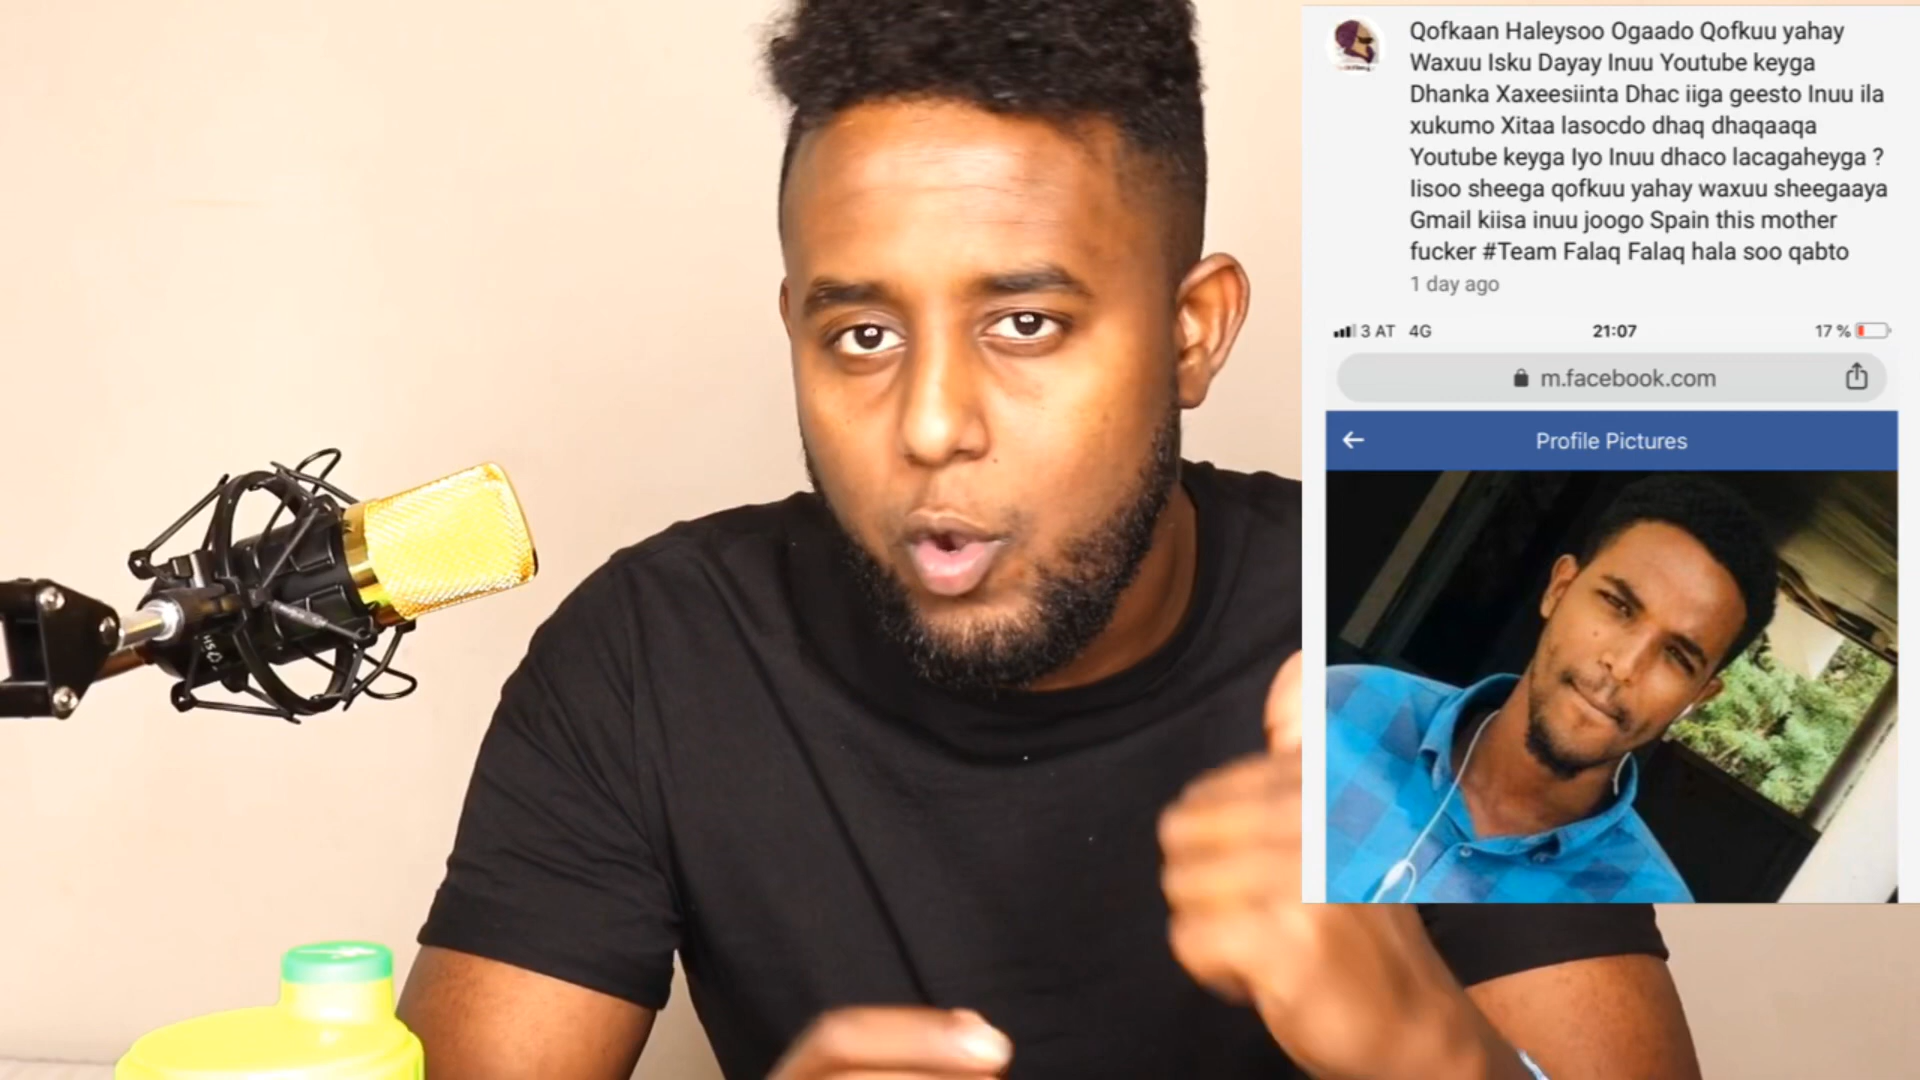 Qofkaan Haleysoo Ogaado Qofkuu yahay
Waxuu Isku Dayay Inuu Youtube keyga
Dhanka Xaxeesiinta Dhac iiga geesto Inuu ila
xukumo Xitaa lasocdo dhaq dhaqaaqa
Youtube keyga Iyo Inuu dhaco lacagaheyga ?
Iisoo sheega qofkuu yahay waxuu sheegaaya
Gmail kiisa inuu joogo Spain this mother
fucker #Team Falaq Falaq hala soo qabto
1 day ago
3 AT 4G 21:07 17 %
m.facebook.com
Profile Pictures